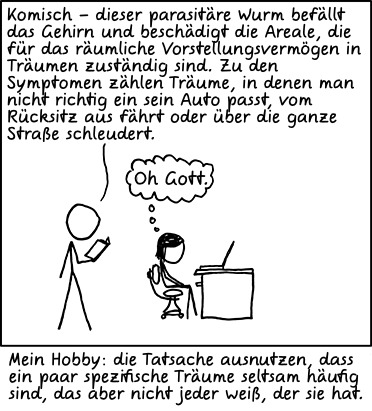 Komisch – dieser parasitäre Wurm befällt
das Gehirn und beschädigt die Areale, die
für das räumliche Vorstellungsvermögen in
Träumen zuständig sind. Zu den
Symptomen zählen Träume, in denen man
nicht richtig ein sein Auto passt, vom
Rücksitz aus fährt oder über die ganze
Straße schleudert.
Oh Gott.
Mein Hobby: die Tatsache ausnutzen, dass
ein paar spezifische Träume seltsam häufig
sind, das aber nicht jeder weiß, der sie hat.